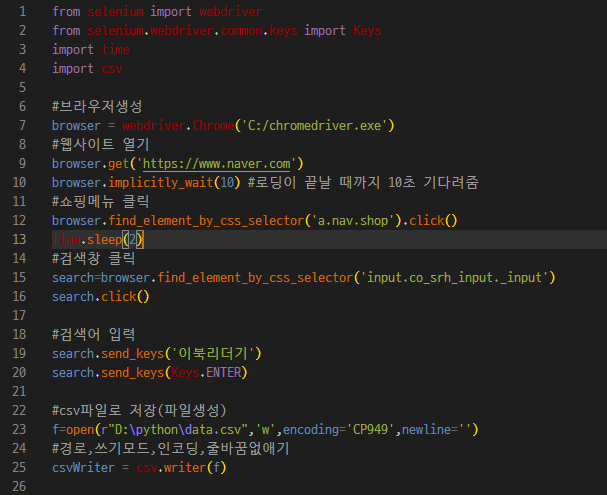 1 from selenium import webdriver
2 from selenium.webdriver.common.keys import Keys
3 import time
4 import csv
5
6 #브라우저생성
7 browser = webdriver.Chrome('C:/chromedriver.exe')
8 #웹사이트 열기
9 browser.get('https://www.naver.com')
10 browser.implicitly_wait(10) #로딩이 끝날 때까지 10초 기다려줌
11 #쇼핑메뉴 클릭
12 browser.find_element_by_css_selector('a.nav.shop').click()
13 time.sleep(2)
14 #검색창 클릭
15 search=browser.find_element_by_css_selector('input.co_srh_input._input')
16 search.click()
17
18 #검색어 입력
19 search.send_keys('이북리더기')
20 search.send_keys(Keys.ENTER)
21
22 #csv파일로 저장(파일생성)
23 f=open(r"D:\python\data.csv",'w',encoding='CP949',newline='')
24 #경로,쓰기모드,인코딩,줄바꿈없애기
25 csvWriter = csv.writer(f)
26